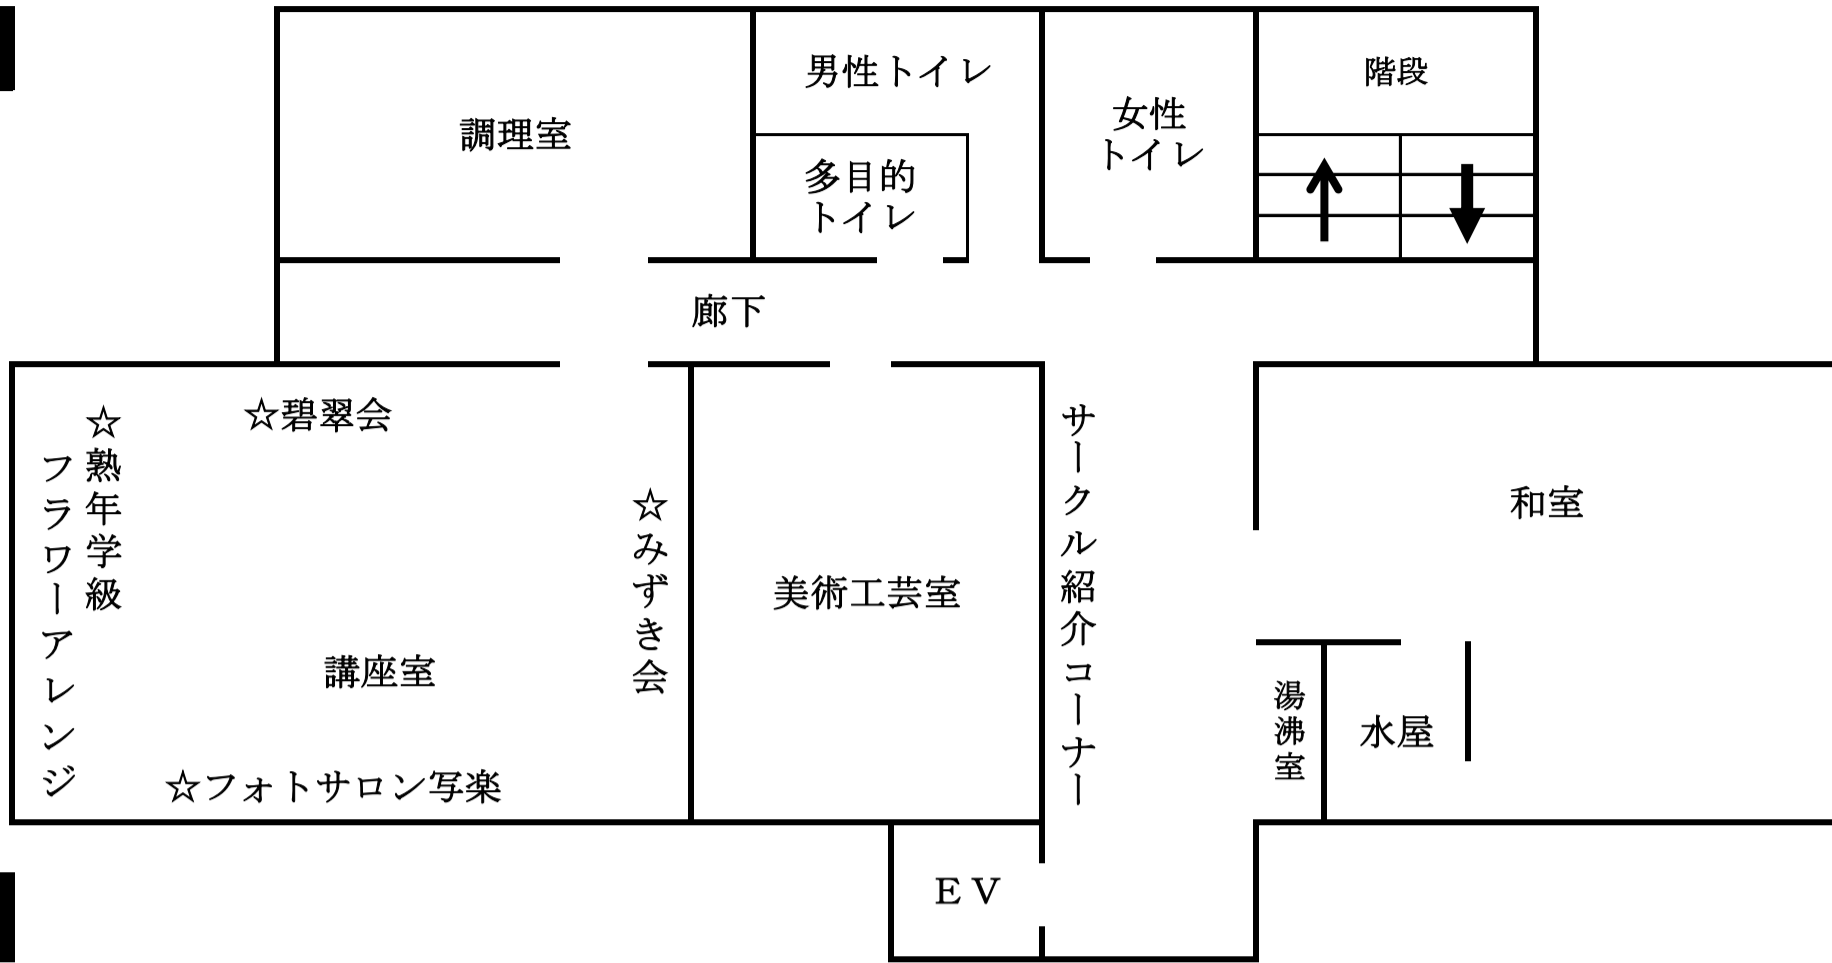 調理室
男性トイレ
多目的
トイレ
女性
トイレ
階段
廊下
☆碧翠会
☆熟年学級
フラワーアレンジ
講座室
☆みずき会
☆フォトサロン写楽
美術工芸室
サークル紹介コーナー
和室
湯沸室
水屋
ＥＶ